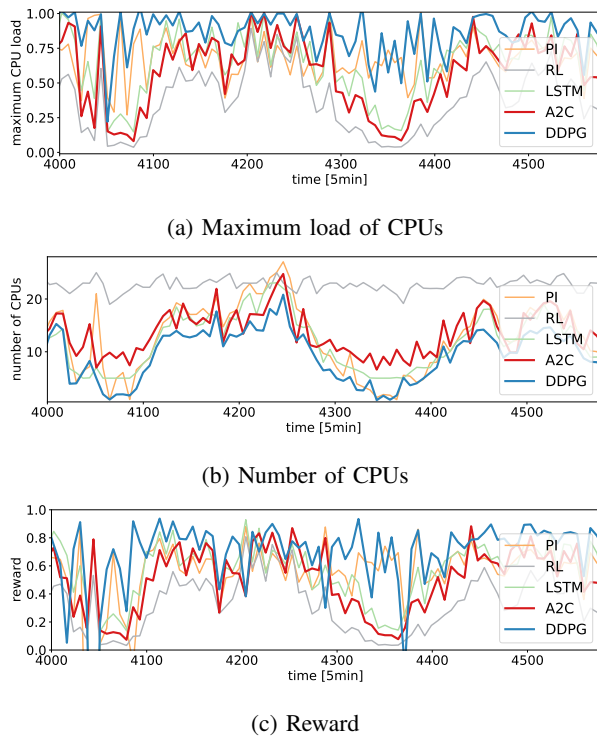 1.00
0.75
0.50
0.25
0.00
maximum CPU load
4000 4100 4200 4300 4400 4500
time [5min]
PI
RL
LSTM
A2C
DDPG
(a) Maximum load of CPUs
20
10
number of CPUs
4000 4100 4200 4300 4400 4500
time [5min]
PI
RL
LSTM
A2C
DDPG
(b) Number of CPUs
1.0
0.8
0.6
0.4
0.2
0.0
reward
4000 4100 4200 4300 4400 4500
time [5min]
PI
RL
LSTM
A2C
DDPG
(c) Reward